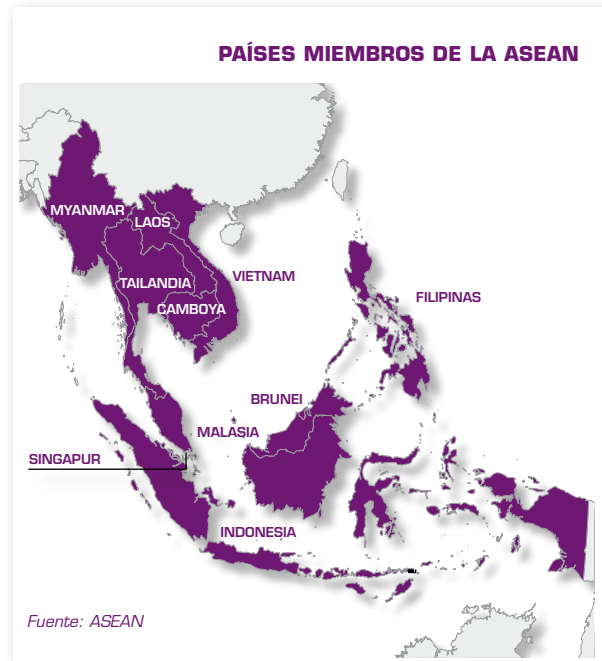 PAÍSES MIEMBROS DE LA ASEAN
MYANMAR
LAOS
TAILANDIA
VIETNAM
CAMBOYA
FILIPINAS
BRUNEI
MALASIA
SINGAPUR
INDONESIA
Fuente: ASEAN